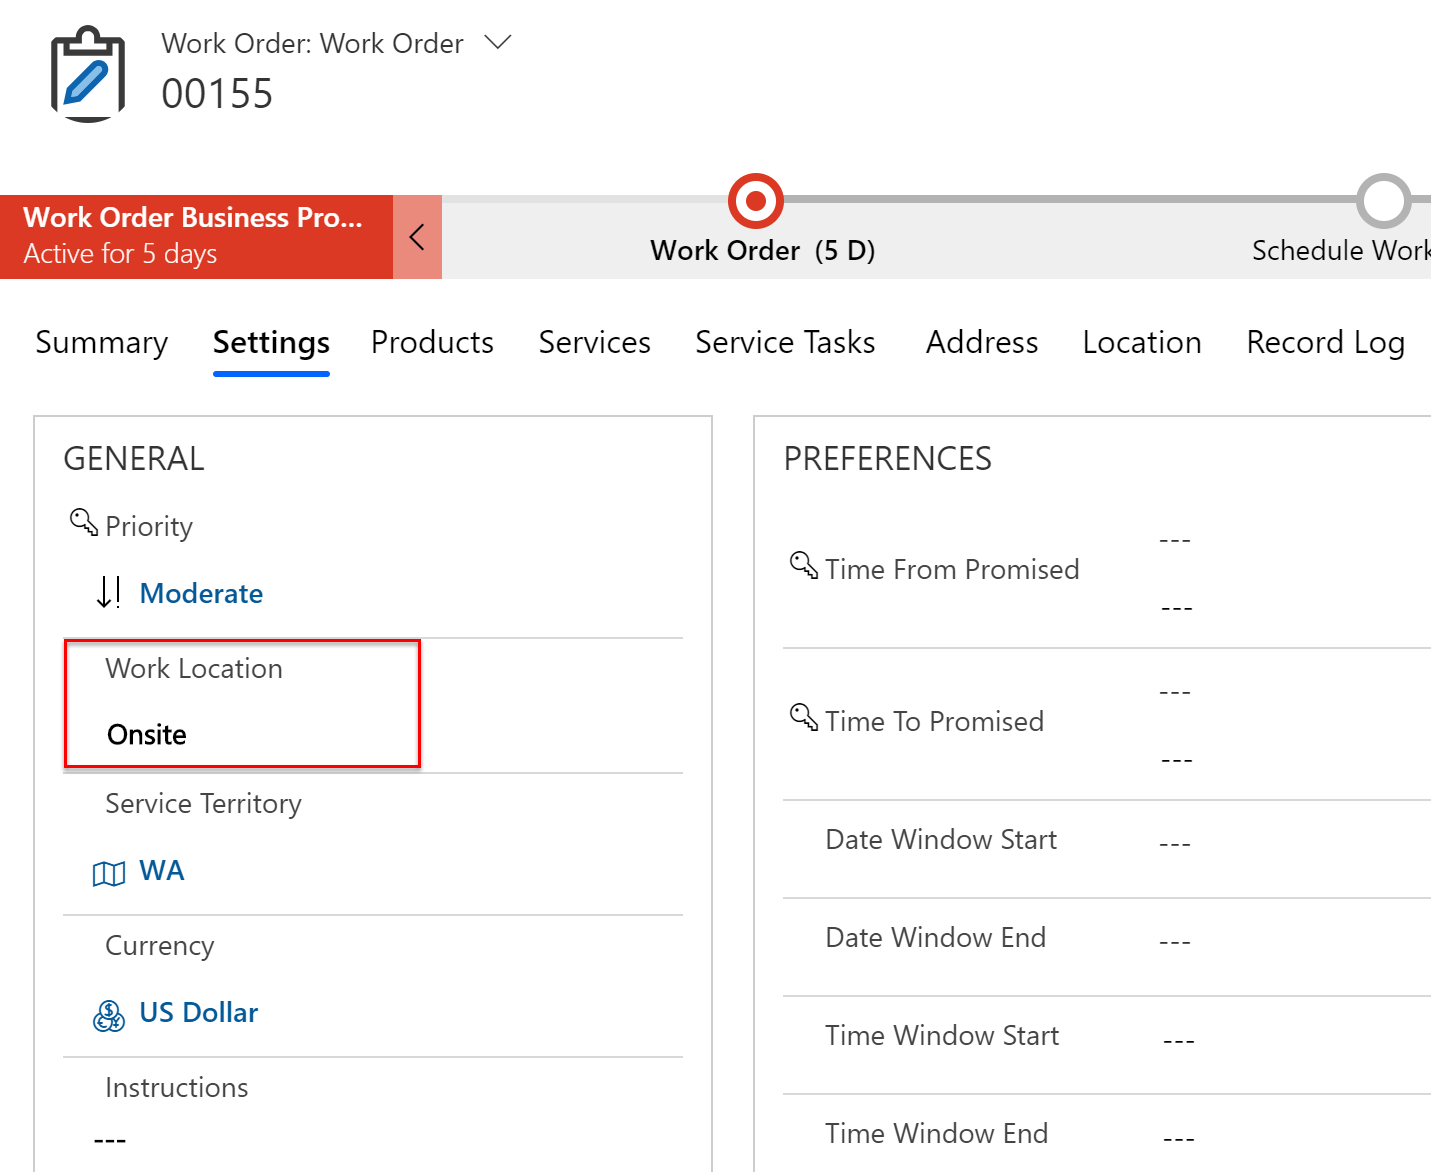 Work Order: Work Order
00155
Work Order Business Pro...
Active for 5 days
Work Order (5 D)
Schedule Work
Summary Settings Products Services Service Tasks Address Location Record Log
GENERAL
Priority
Moderate
Work Location
Onsite
Service Territory
WA
Currency
US Dollar
Instructions
---
PREFERENCES
---
Time From Promised
---
---
Time To Promised
---
Date Window Start ---
Date Window End ---
Time Window Start ---
Time Window End ---